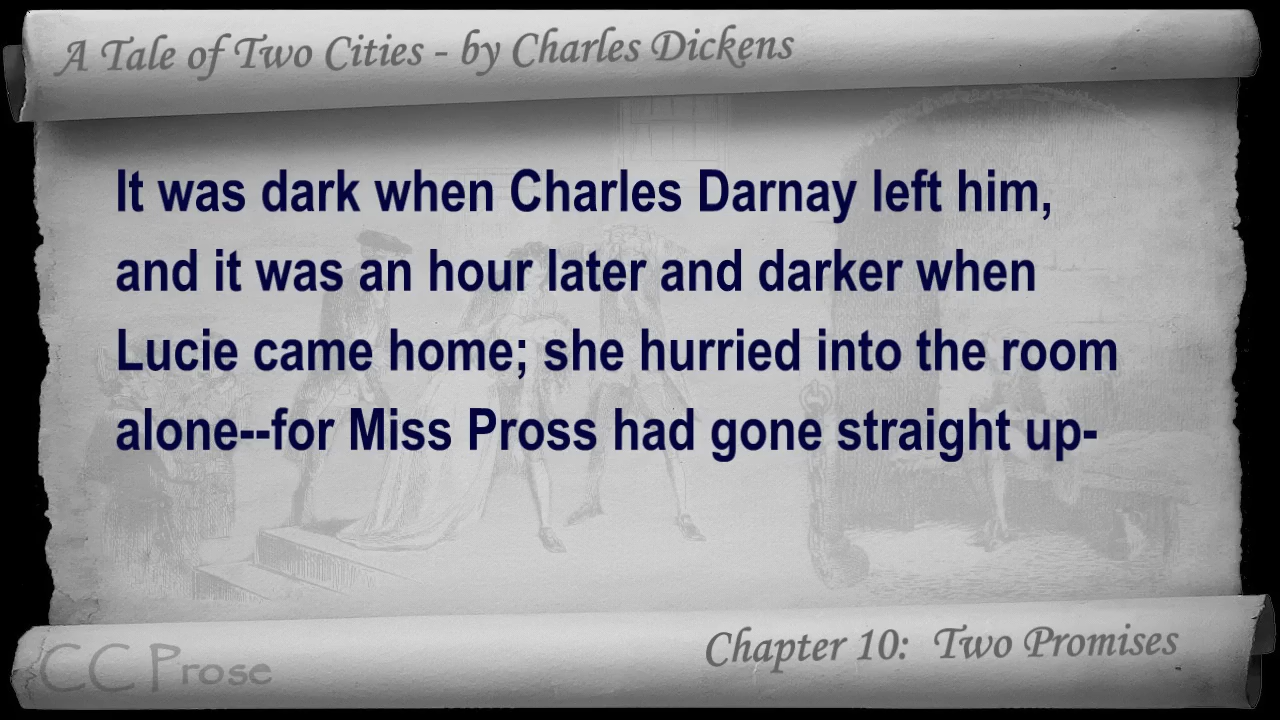 A Tale of Two Cities - by Charles Dickens
It was dark when Charles Darnay left him,
and it was an hour later and darker when
Lucie came home; she hurried into the room
alone--for Miss Pross had gone straight up-
Chapter 10: Two Promises
CC Prose